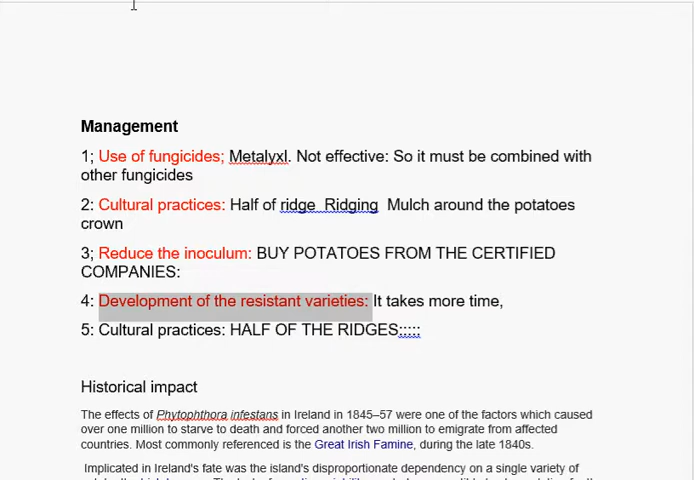 Management
1; Use of fungicides; Metalyxl. Not effective: So it must be combined with
other fungicides
2: Cultural practices: Half of ridge Ridging Mulch around the potatoes
crown
3; Reduce the inoculum: BUY POTATOES FROM THE CERTIFIED
COMPANIES:
4: Development of the resistant varieties: It takes more time,
5: Cultural practices: HALF OF THE RIDGES;;;;;
Historical impact
The effects of Phytophthora infestans in Ireland in 1845–57 were one of the factors which caused
over one million to starve to death and forced another two million to emigrate from affected
countries. Most commonly referenced is the Great Irish Famine, during the late 1840s.
Implicated in Ireland's fate was the island's disproportionate dependency on a single variety of